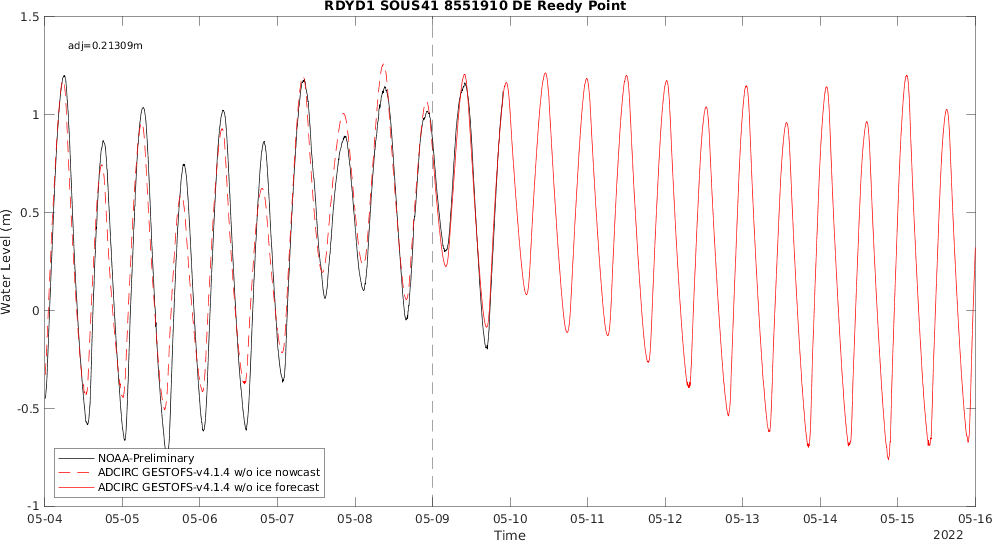 RDYD1 SOUS41 8551910 DE Reedy Point
adj=0.21309m
1.5
1
0.5
0
-0.5
-1
Water Level (m)
NOAA-Preliminary
ADCIRC GESTOFS-v4.1.4 w/o ice nowcast
ADCIRC GESTOFS-v4.1.4 w/o ice forecast
05-04 05-05 05-06 05-07 05-08 05-09 05-10 05-11 05-12 05-13 05-14 05-15 05-16
Time
2022